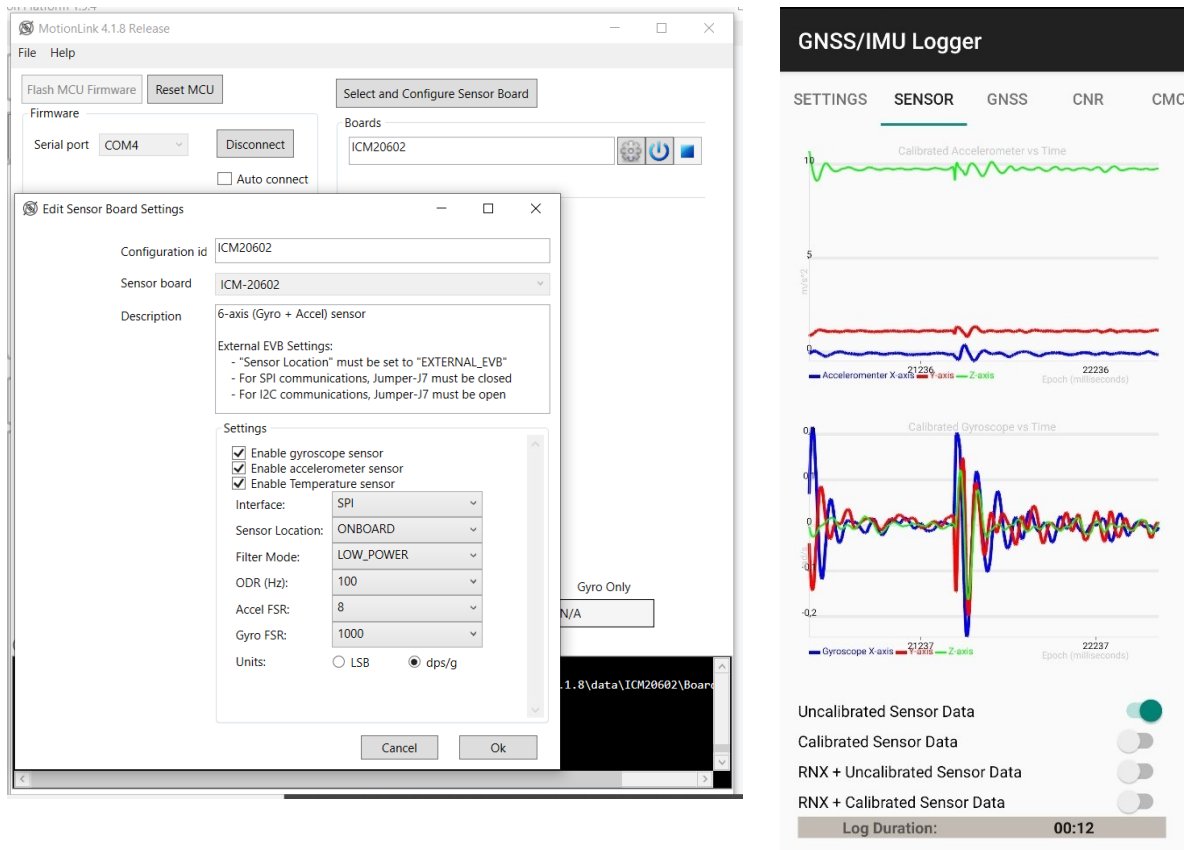 MotionLink 4.1.8 Release
File Help
Flash MCU Firmware
Reset MCU
Select and Configure Sensor Board
Firmware
Serial port
COM4
Disconnect
Auto connect
Boards
ICM20602
Edit Sensor Board Settings
Configuration id
ICM20602
Sensor board
ICM-20602
Description
6-axis (Gyro + Accel) sensor
External EVB Settings:
- "Sensor Location" must be set to "EXTERNAL_EVB"
- For SPI communications, Jumper-J7 must be closed
- For I2C communications, Jumper-J7 must be open
Settings
Enable gyroscope sensor
Enable accelerometer sensor
Enable Temperature sensor
Interface: SPI
Sensor Location: ONBOARD
Filter Mode: LOW_POWER
ODR (Hz): 100
Accel FSR: 8
Gyro FSR: 1000
Units: LSB dps/g
Cancel
Ok
Gyro Only
N/A
.1.8\data\ICM20602\Board
GNSS/IMU Logger
SETTINGS SENSOR GNSS CNR CMC
Calibrated Accelerometer vs Time
10
5
m/s^2
0
21236
22236
Accelerometer X-axis Y-axis Z-axis
Epoch (milliseconds)
Calibrated Gyroscope vs Time
0
-0,2
21237
22237
Gyroscope X-axis Y-axis Z-axis
Epoch (milliseconds)
Uncalibrated Sensor Data
Calibrated Sensor Data
RNX + Uncalibrated Sensor Data
RNX + Calibrated Sensor Data
Log Duration: 00:12